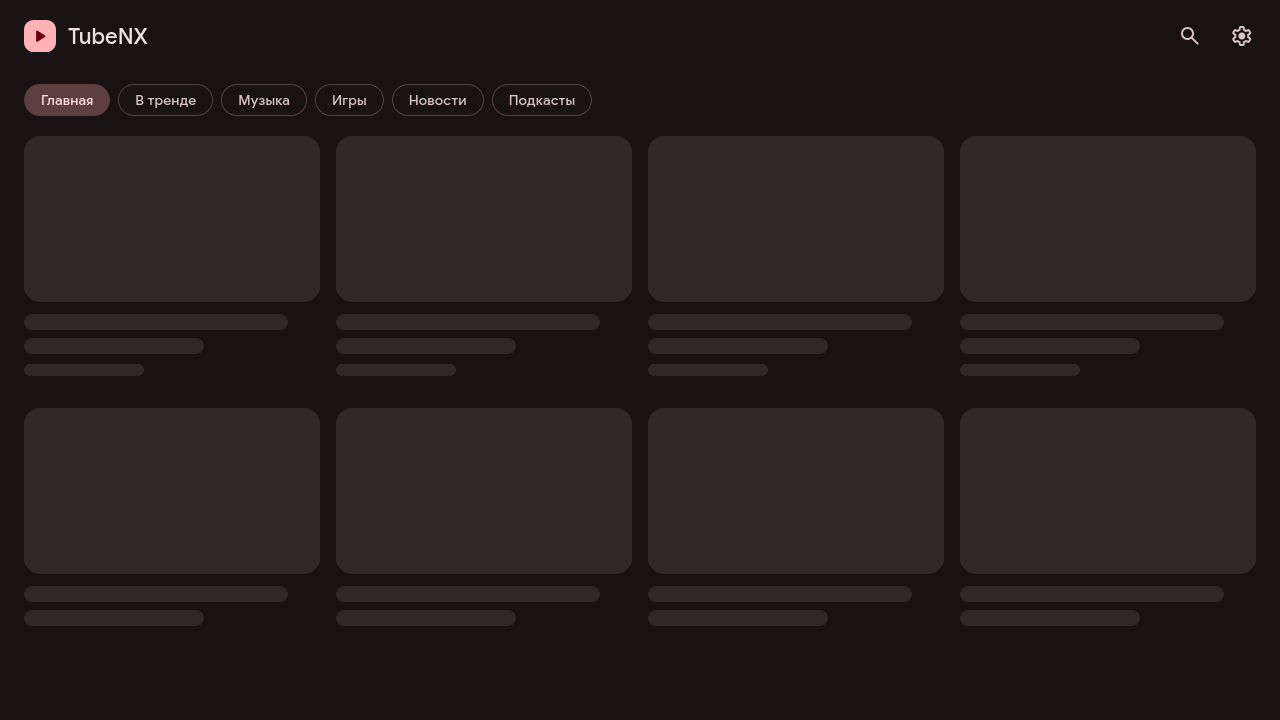 TubeNX
Главная
В тренде
Музыка
Игры
Новости
Подкасты